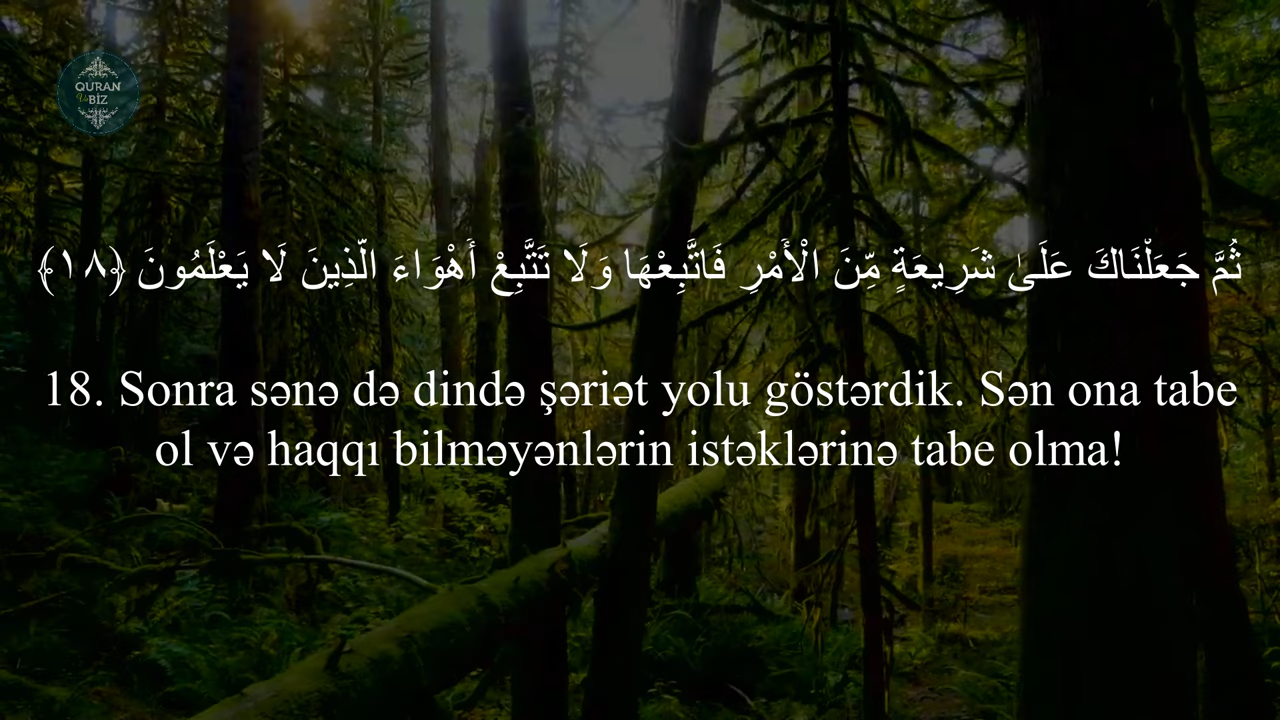 QURAN
Və
BİZ
ثُمَّ جَعَلْنَاكَ عَلَىٰ شَرِيعَةٍ مِّنَ الْأَمْرِ فَاتَّبِعْهَا وَلَا تَتَّبِعْ أَهْوَاءَ الَّذِينَ لَا يَعْلَمُونَ ﴿١٨﴾
18. Sonra sənə də dində şəriət yolu göstərdik. Sən ona tabe
ol və haqqı bilməyənlərin istəklərinə tabe olma!